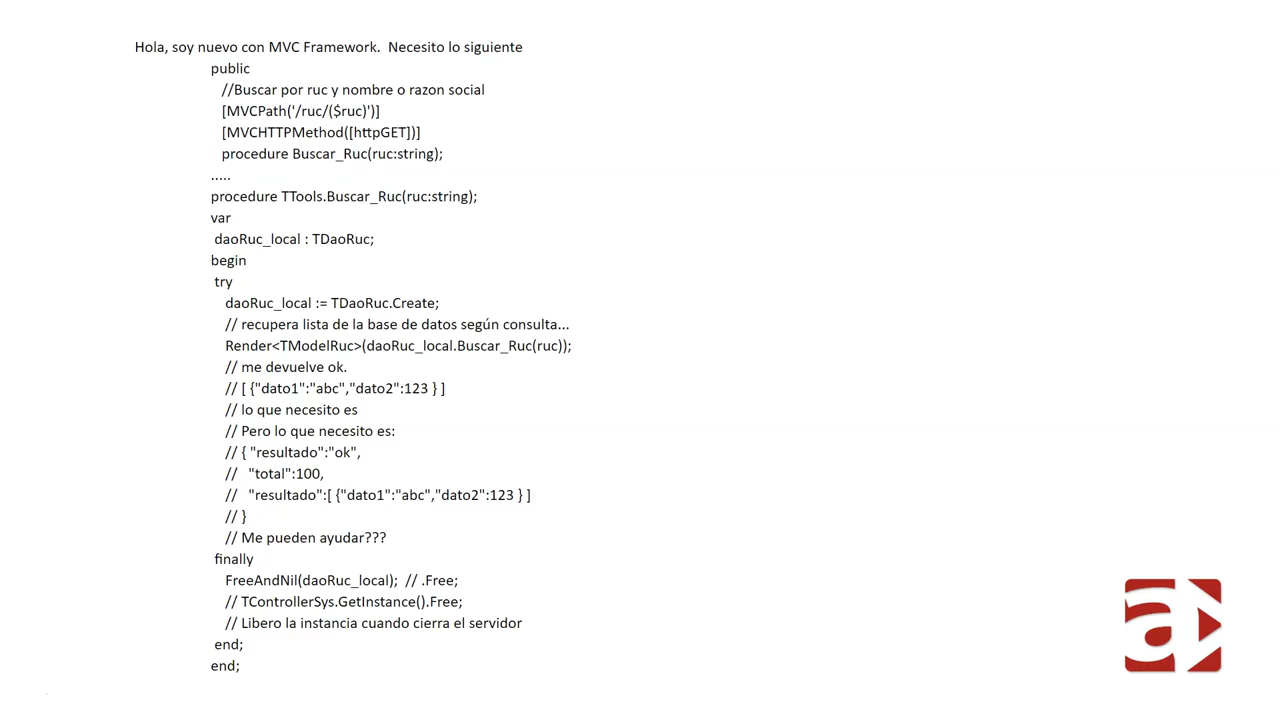 Hola, soy nuevo con MVC Framework.  Necesito lo siguiente
public
//Buscar por ruc y nombre o razon social
[MVCPath('/ruc/($ruc)')]
[MVCHTTPMethod([httpGET])]
procedure Buscar_Ruc(ruc:string);
.....
procedure TTools.Buscar_Ruc(ruc:string);
var
daoRuc_local : TDaoRuc;
begin
try
daoRuc_local := TDaoRuc.Create;
// recupera lista de la base de datos según consulta...
Render<TModelRuc>(daoRuc_local.Buscar_Ruc(ruc));
// me devuelve ok.
// [ {"dato1":"abc","dato2":123 } ]
// lo que necesito es
// Pero lo que necesito es:
// { "resultado":"ok",
//   "total":100,
//   "resultado":[ {"dato1":"abc","dato2":123 } ]
// }
// Me pueden ayudar???
finally
FreeAndNil(daoRuc_local);  // .Free;
// TControllerSys.GetInstance().Free;
// Libero la instancia cuando cierra el servidor
end;
end;
a